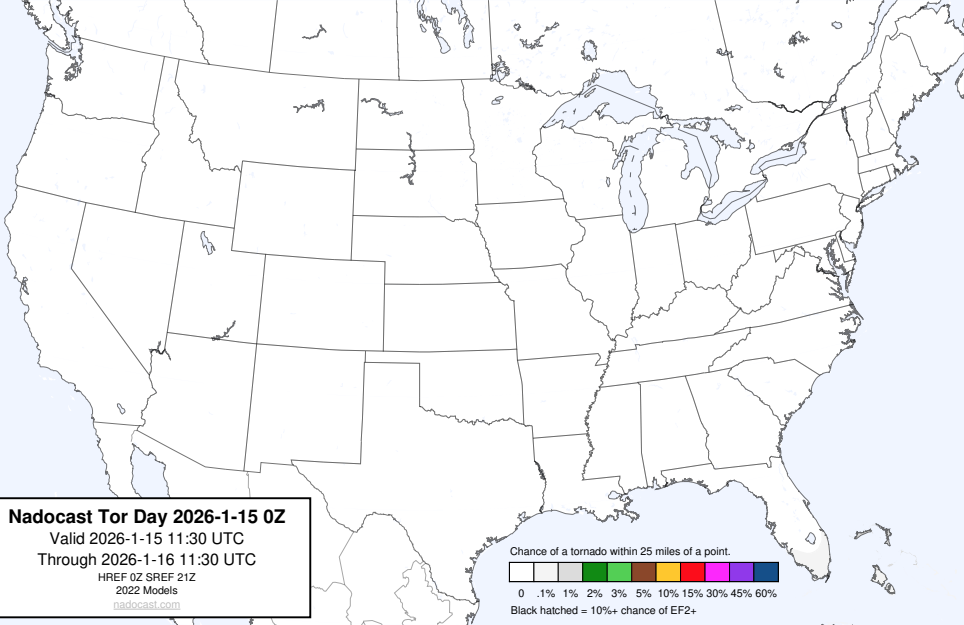 Nadocast Tor Day 2026-1-15 0Z
Valid 2026-1-15 11:30 UTC
Through 2026-1-16 11:30 UTC
HREF 0Z SREF 21Z
2022 Models
nadocast.com
Chance of a tornado within 25 miles of a point.
0 .1% 1% 2% 3% 5% 10% 15% 30% 45% 60%
Black hatched = 10%+ chance of EF2+